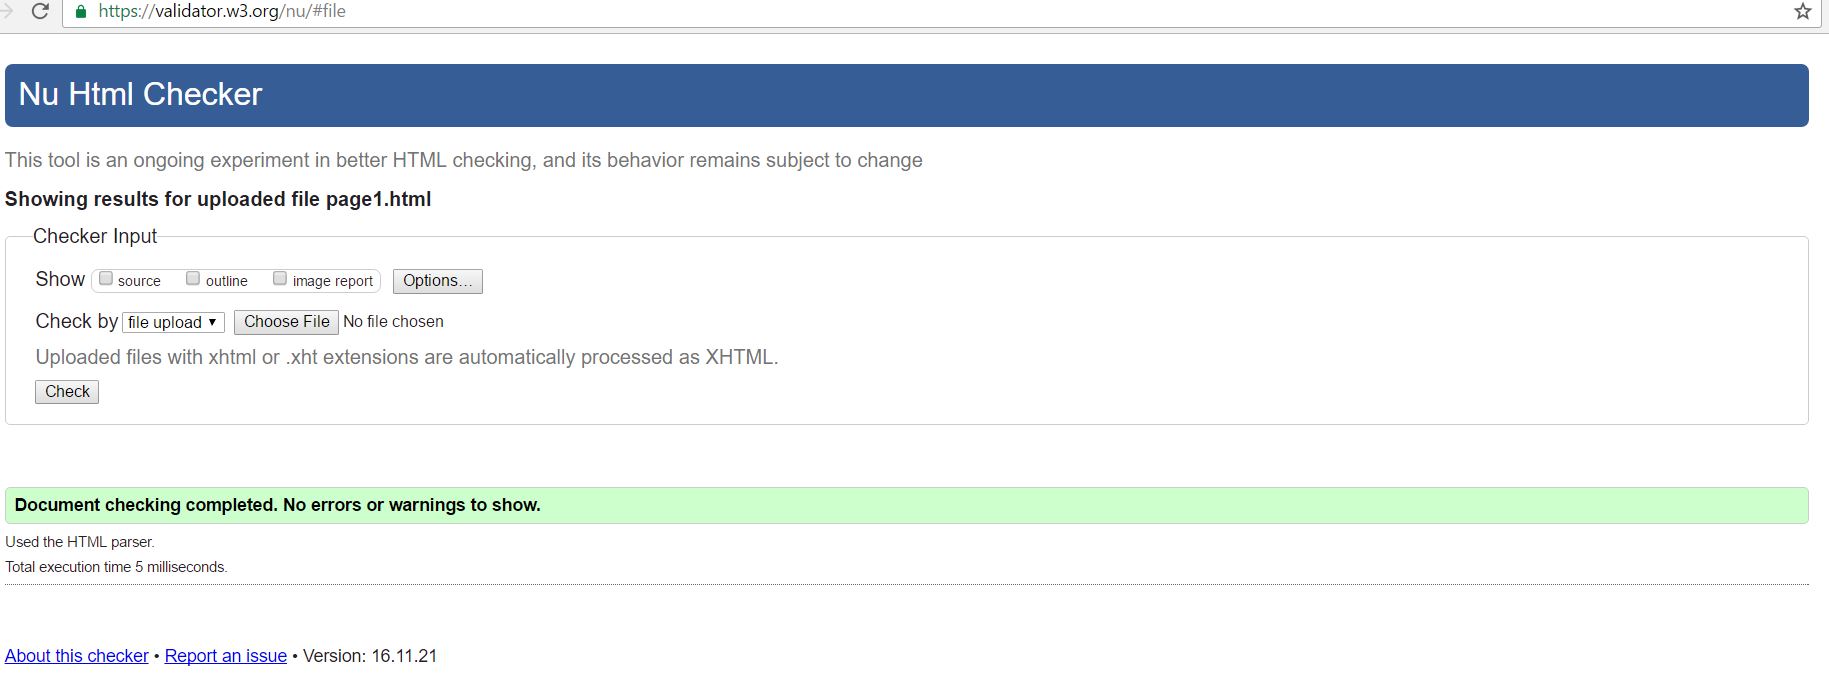 https://validator.w3.org/nu/#file
Nu Html Checker
This tool is an ongoing experiment in better HTML checking, and its behavior remains subject to change
Showing results for uploaded file page1.html
Checker Input
Show source outline image report Options...
Check by file upload Choose File No file chosen
Uploaded files with xhtml or .xht extensions are automatically processed as XHTML.
Check
Document checking completed. No errors or warnings to show.
Used the HTML parser.
Total execution time 5 milliseconds.
About this checker • Report an issue • Version: 16.11.21